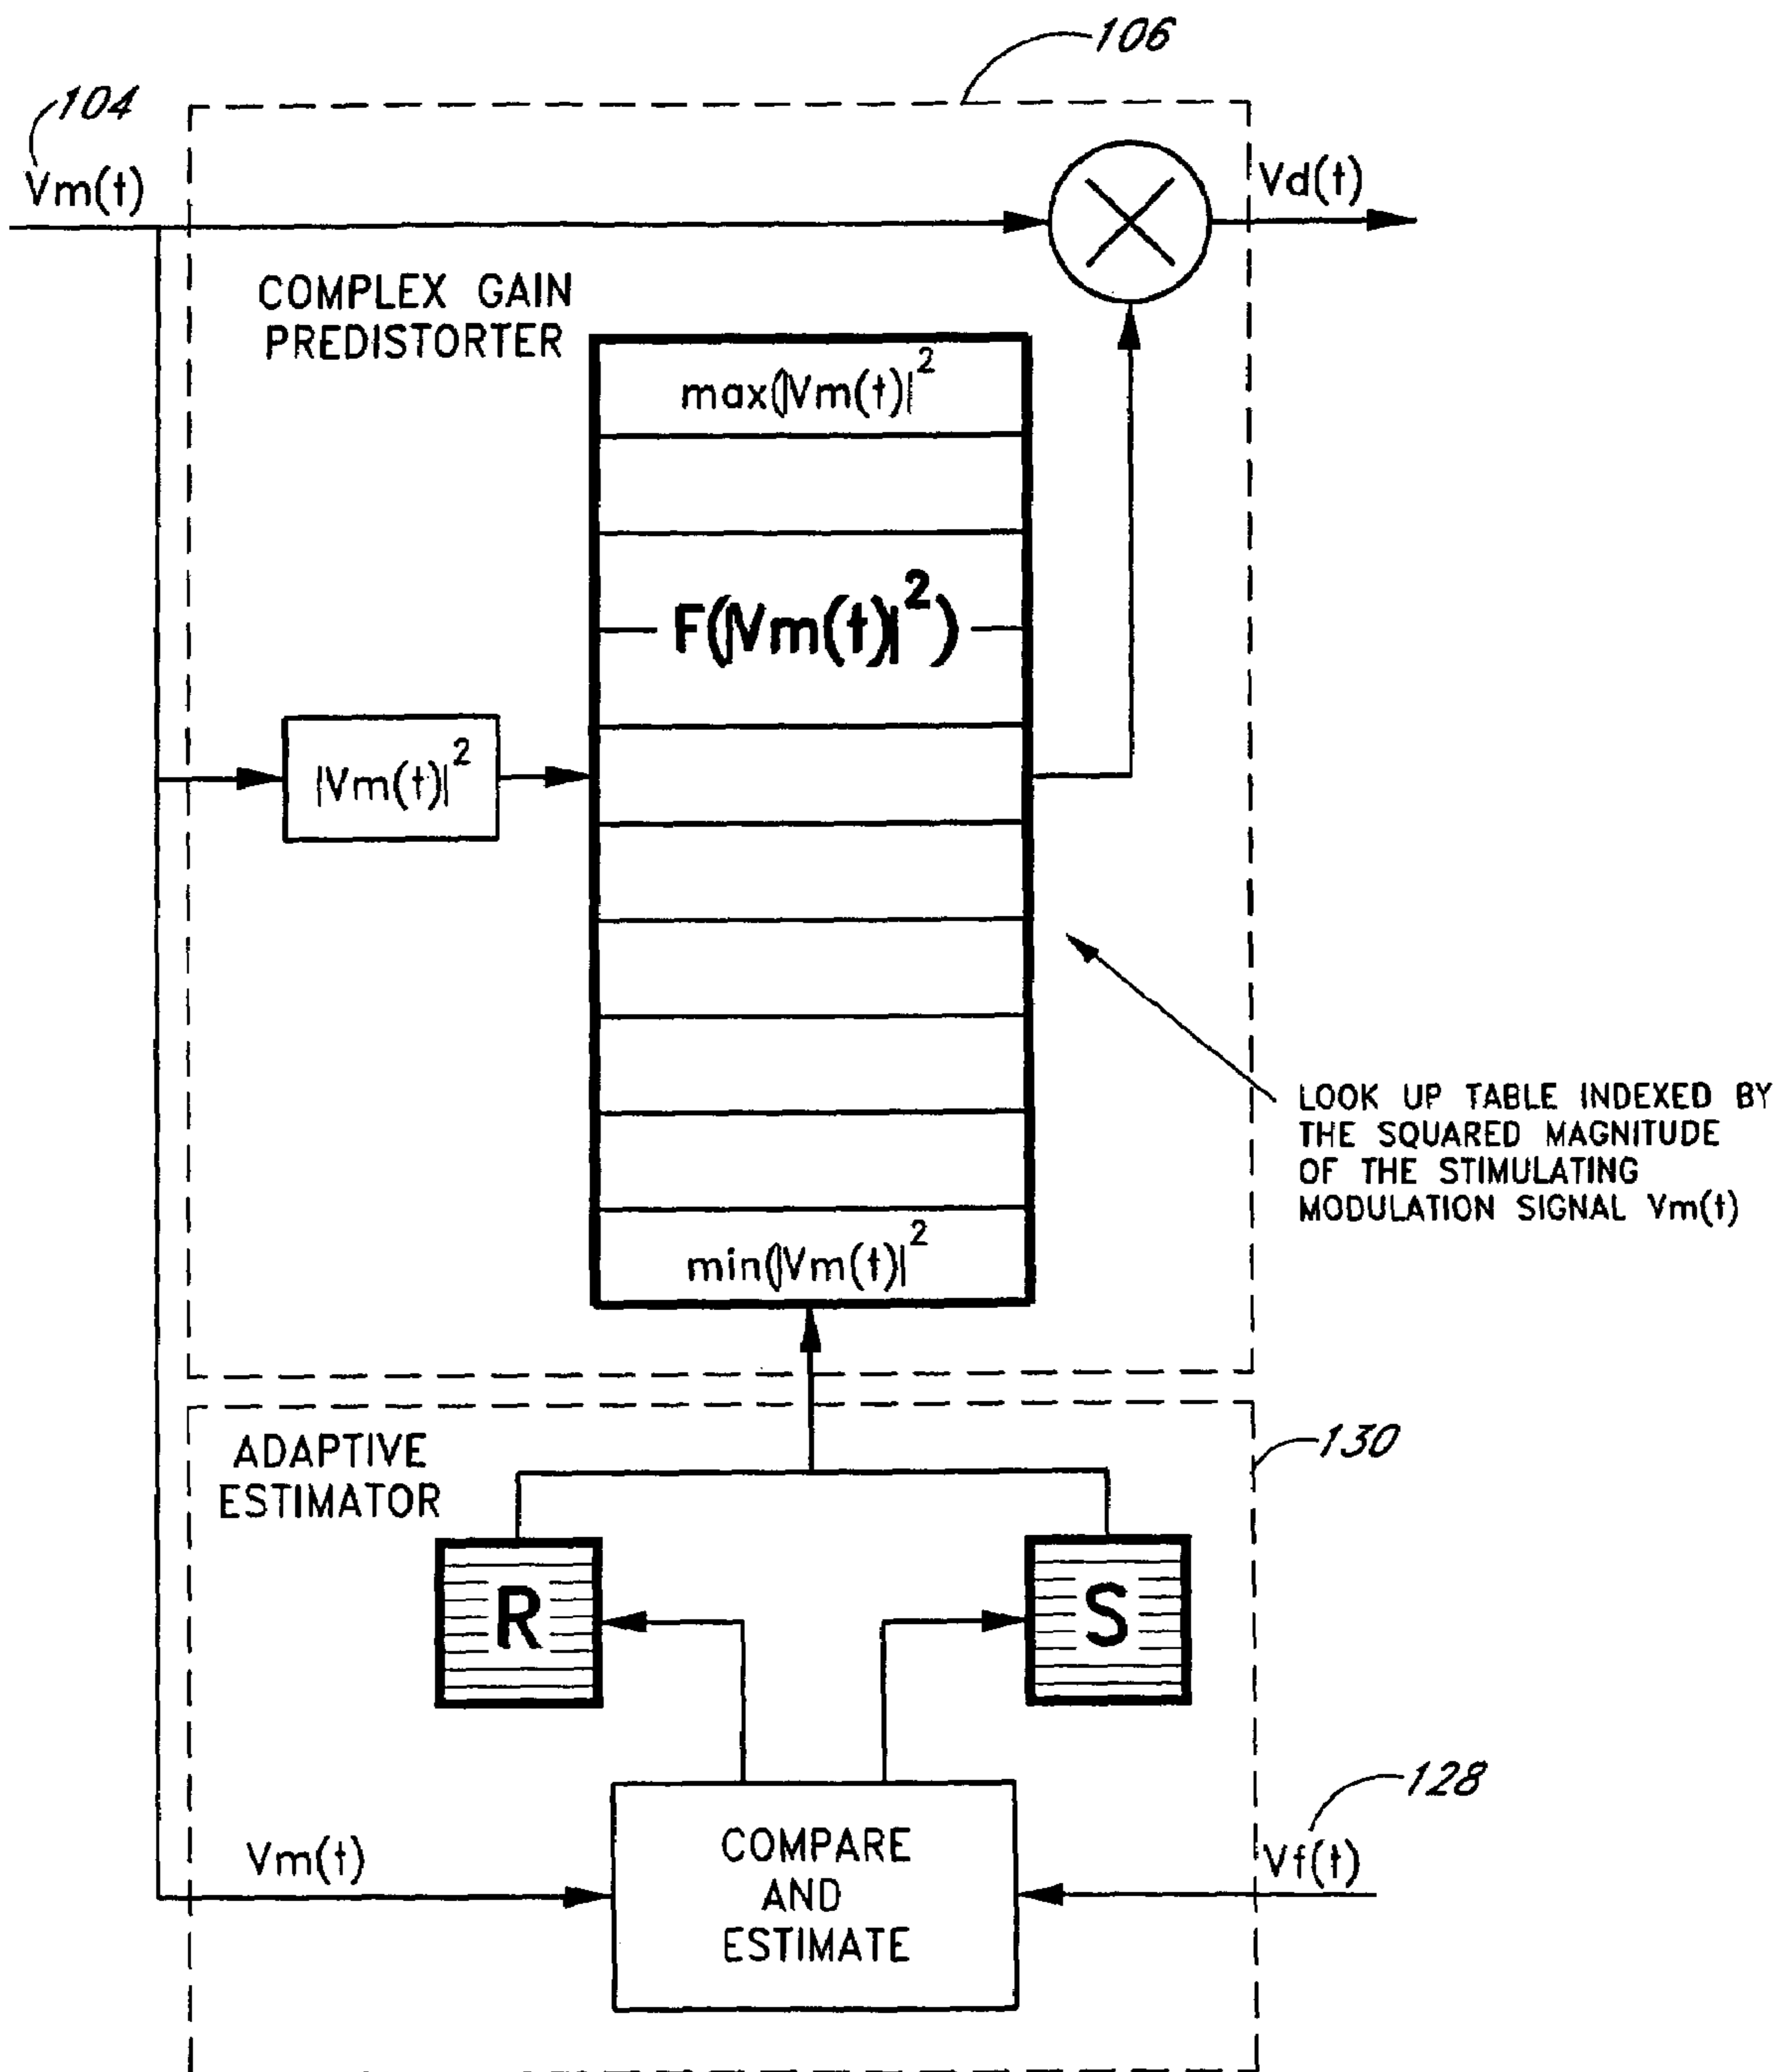 106
104
Vm(t)
Vd(t)
COMPLEX GAIN
PREDISTORTER
max(|Vm(t)|²
F(|Vm(t)|²)
|Vm(t)|²
LOOK UP TABLE INDEXED BY
THE SQUARED MAGNITUDE
OF THE STIMULATING
MODULATION SIGNAL Vm(t)
min(|Vm(t)|²
ADAPTIVE
ESTIMATOR
130
R
S
128
Vm(t)
COMPARE
AND
ESTIMATE
Vf(t)